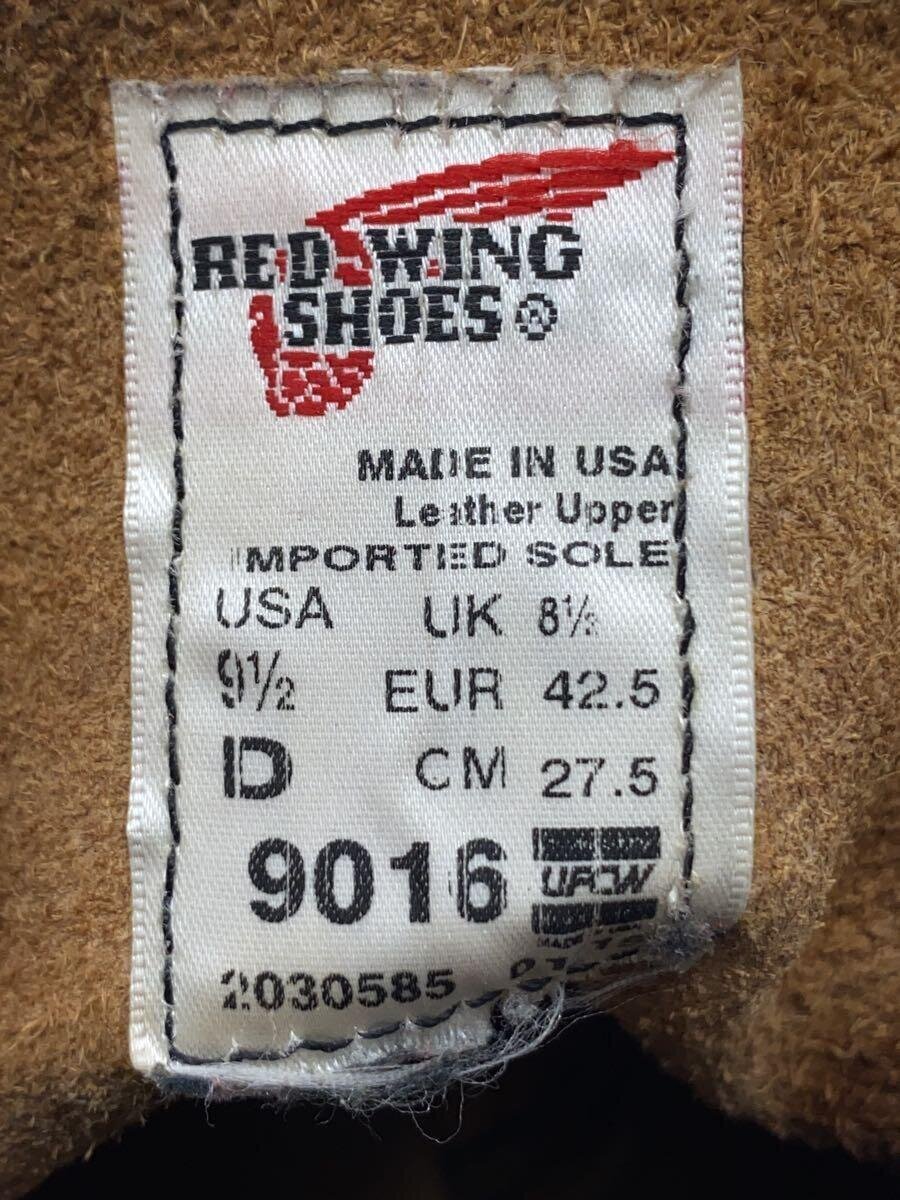 RED WING
SHOES ®
MADE IN USA
Leather Upper
IMPORTED SOLE
USA UK 8½
9½ EUR 42.5
D CM 27.5
9016
UFCW
2030585